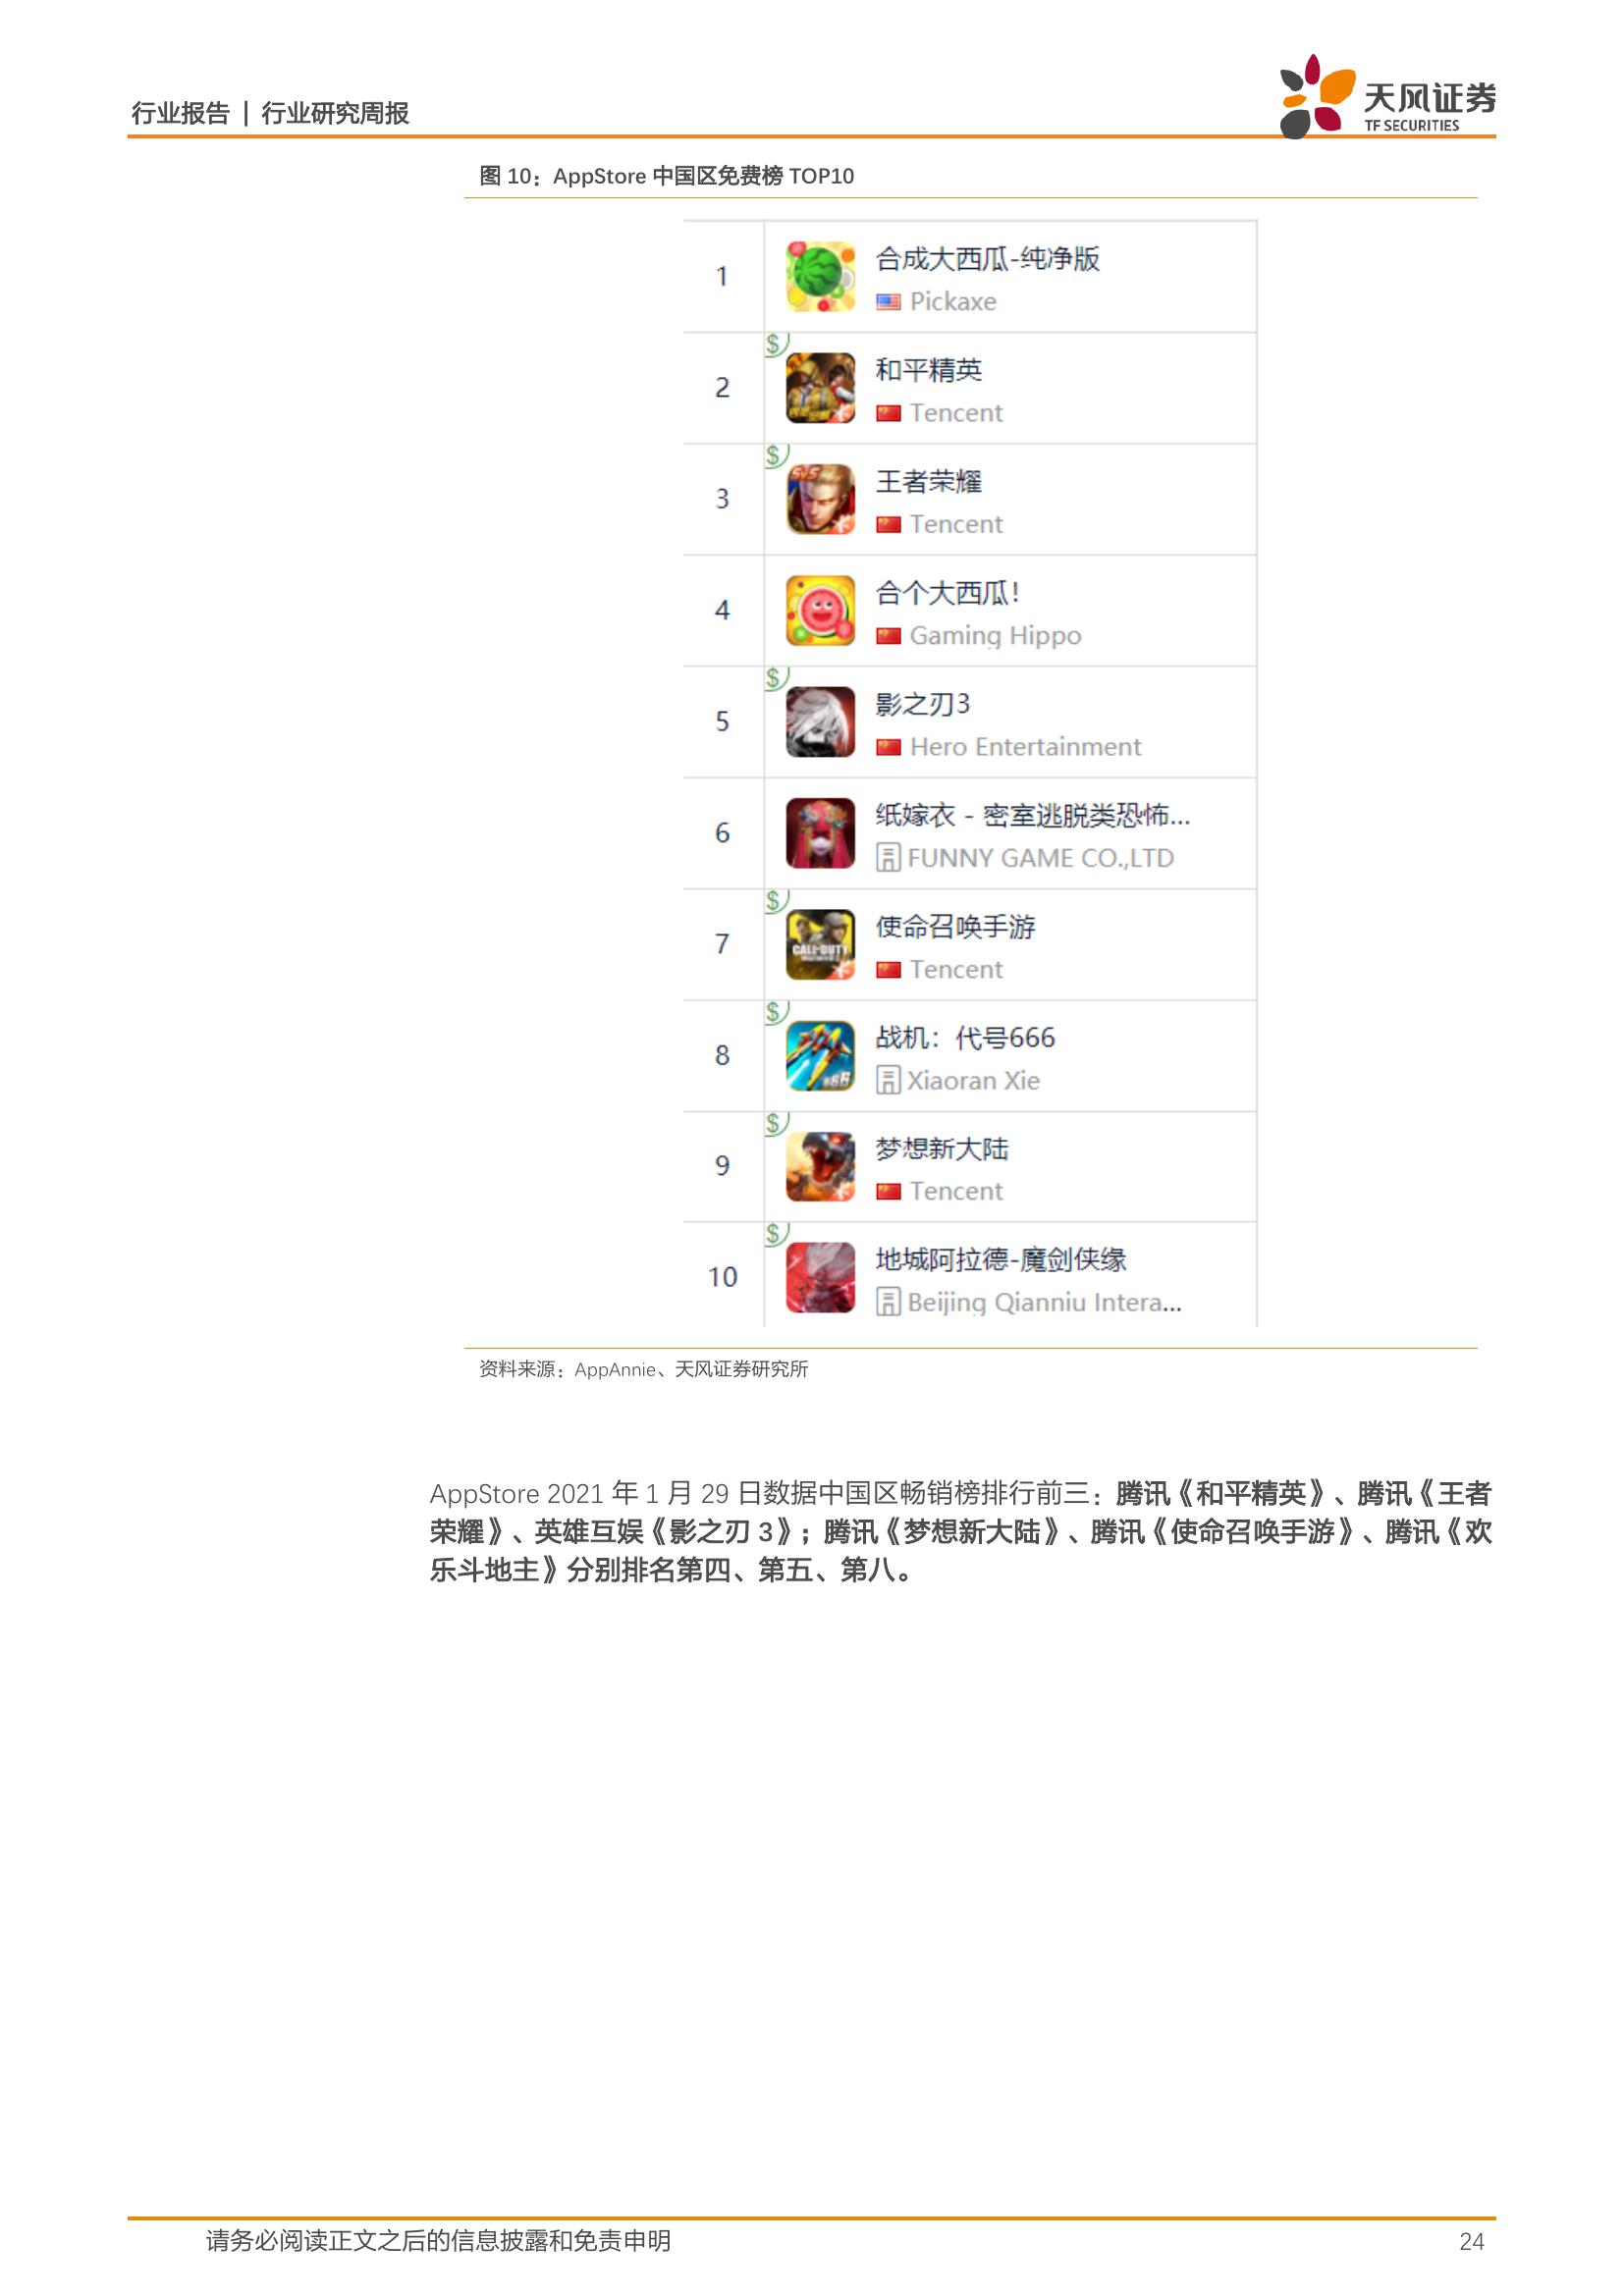 行业报告 | 行业研究周报
天风证券
TF SECURITIES
图 10：AppStore 中国区免费榜 TOP10
1
合成大西瓜-纯净版
Pickaxe
$
2
和平精英
Tencent
$
3
5v5
王者荣耀
Tencent
4
合个大西瓜！
Gaming Hippo
$
5
影之刃3
Hero Entertainment
6
纸嫁衣 - 密室逃脱类恐怖...
FUNNY GAME CO.,LTD
$
7
CALL OF DUTY
使命召唤手游
Tencent
$
8
战机：代号666
Xiaoran Xie
$
9
梦想新大陆
Tencent
$
10
地城阿拉德-魔剑侠缘
Beijing Qianniu Intera...
资料来源：AppAnnie、天风证券研究所
AppStore 2021 年 1 月 29 日数据中国区畅销榜排行前三：腾讯《和平精英》、腾讯《王者
荣耀》、英雄互娱《影之刃 3》；腾讯《梦想新大陆》、腾讯《使命召唤手游》、腾讯《欢
乐斗地主》分别排名第四、第五、第八。
请务必阅读正文之后的信息披露和免责申明
24